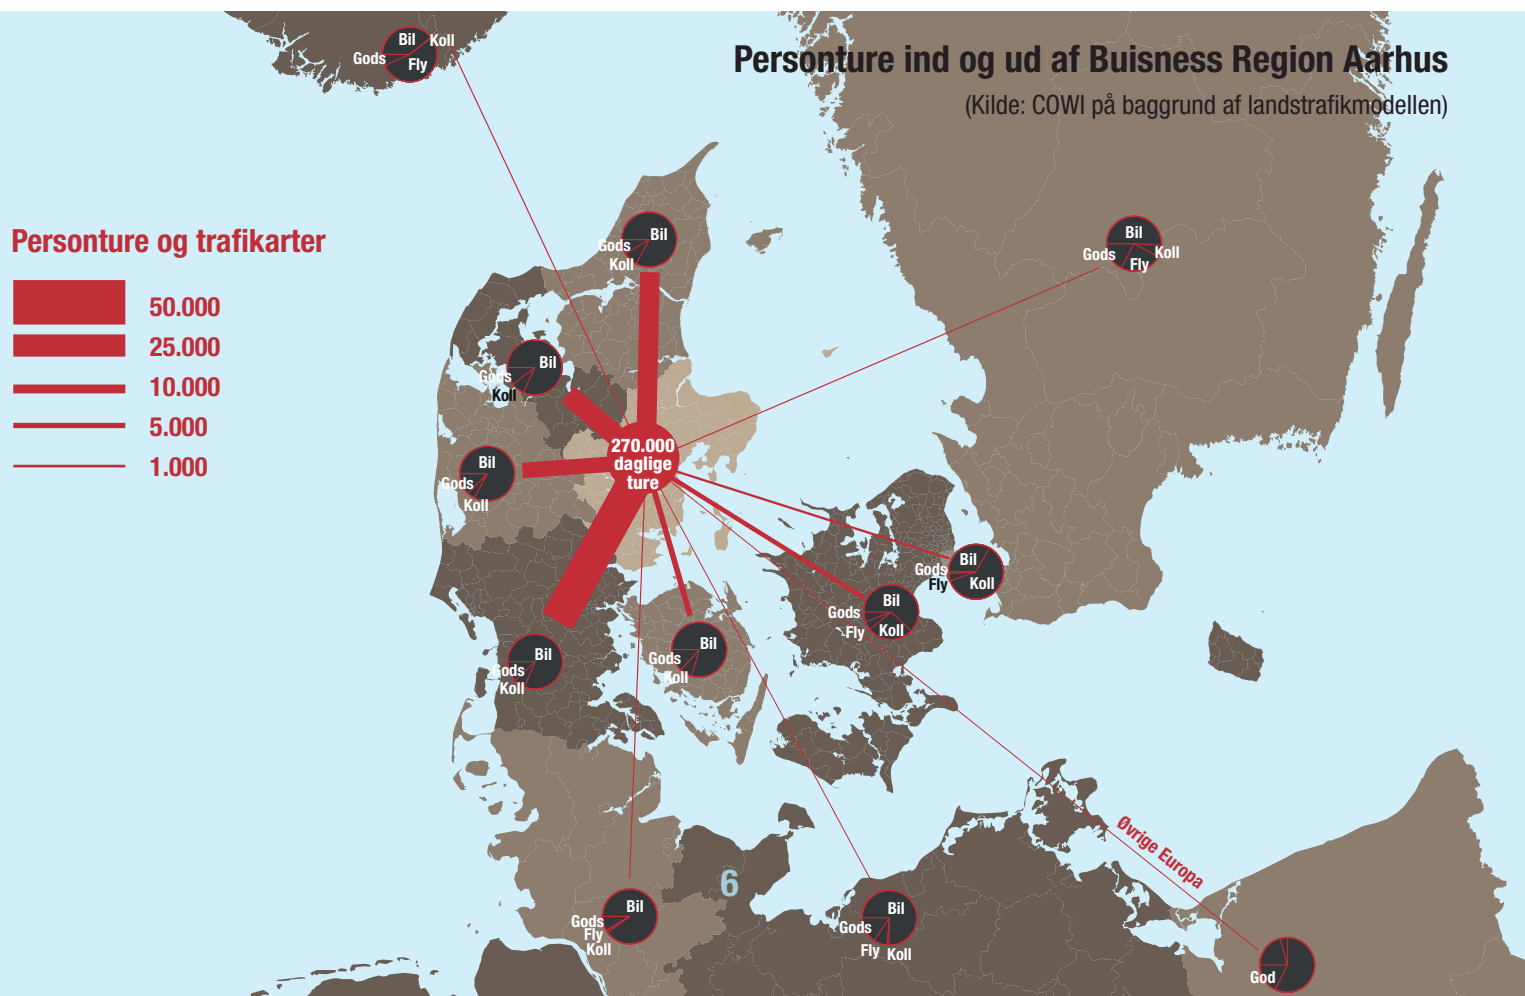 Personture ind og ud af Buisness Region Aarhus
(Kilde: COWI på baggrund af landstrafikmodellen)
Bil
Koll
Gods
Fly
Personture og trafikarter
50.000
25.000
10.000
5.000
1.000
Bil
Gods
Koll
Bil
Gods
Koll
Fly
Bil
Gods
Koll
270.000
daglige
ture
Bil
Gods
Koll
Bil
Gods
Fly
Koll
Bil
Gods
Fly
Koll
Bil
Gods
Koll
Bil
Gods
Koll
Øvrige Europa
6
Bil
Gods
Fly
Koll
Bil
Gods
Fly
Koll
God